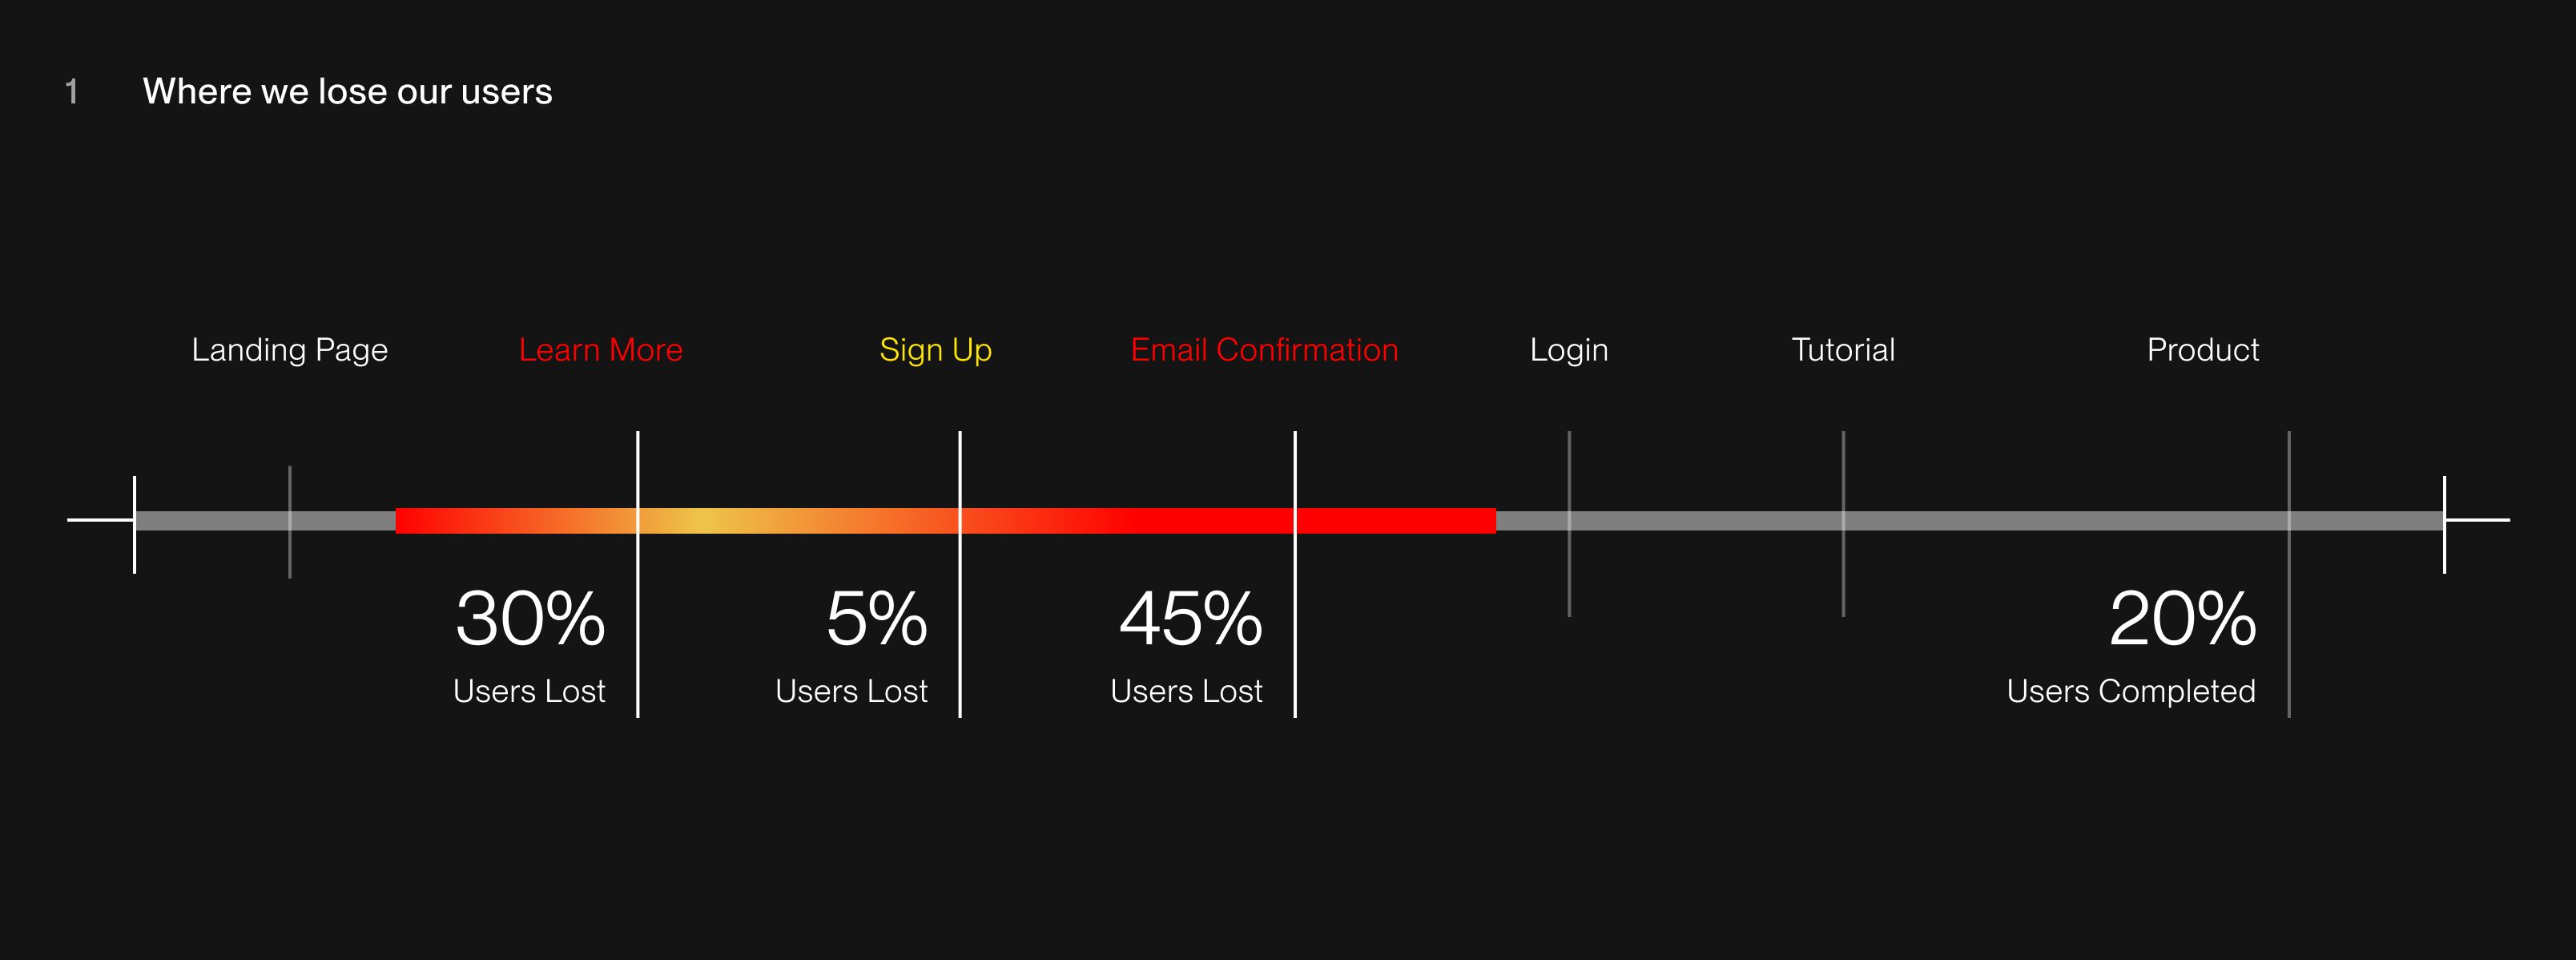 1 Where we lose our users
Landing Page Learn More Sign Up Email Confirmation Login Tutorial Product
30% 5% 45% 20%
Users Lost Users Lost Users Lost Users Completed